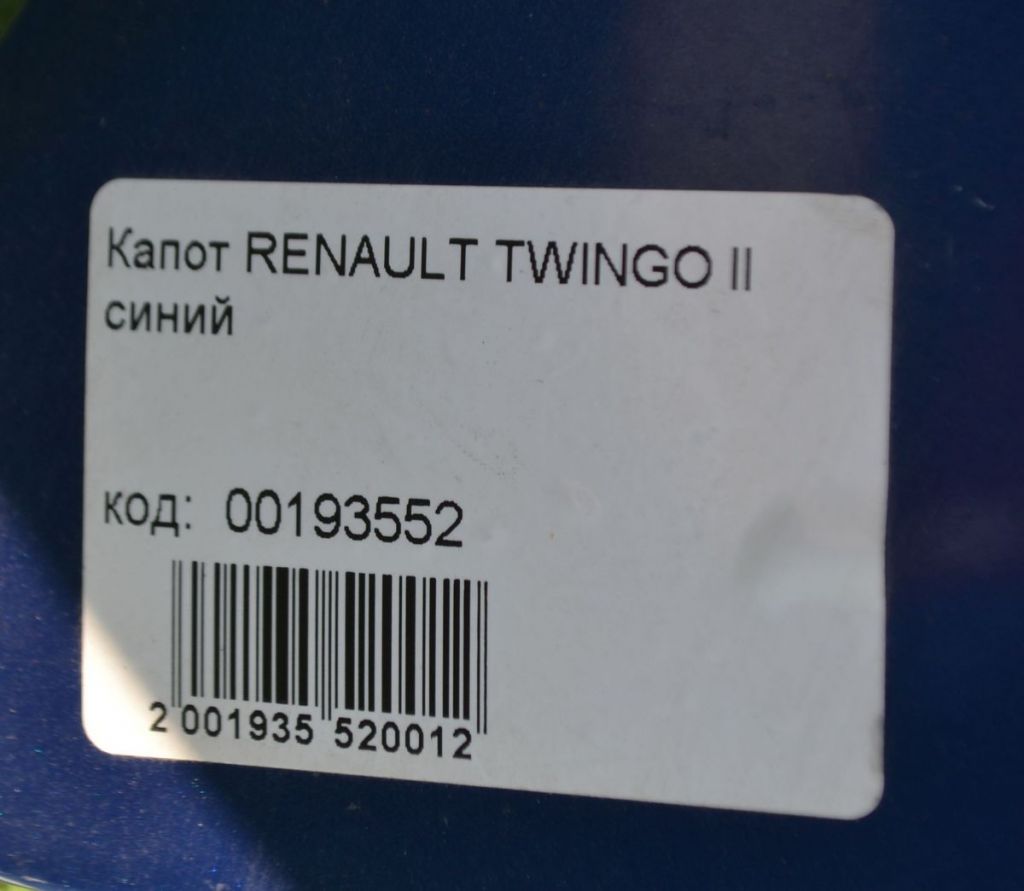 Капот RENAULT TWINGO II
синий
код: 00193552
2 001935 520012